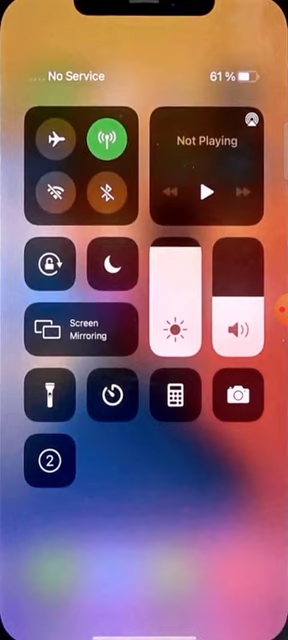 No Service
61 %
Not Playing
Screen
Mirroring
2